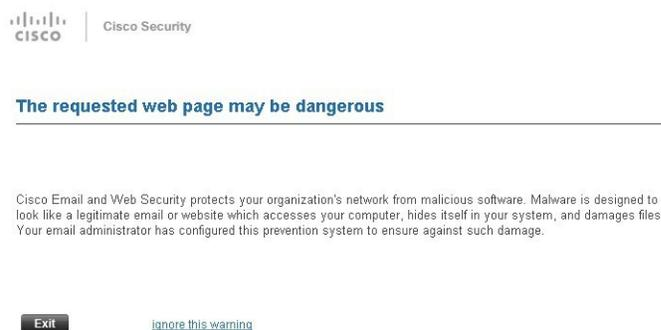 CISCO
Cisco Security
The requested web page may be dangerous
Cisco Email and Web Security protects your organization's network from malicious software. Malware is designed to
look like a legitimate email or website which accesses your computer, hides itself in your system, and damages files
Your email administrator has configured this prevention system to ensure against such damage.
Exit
ignore this warning